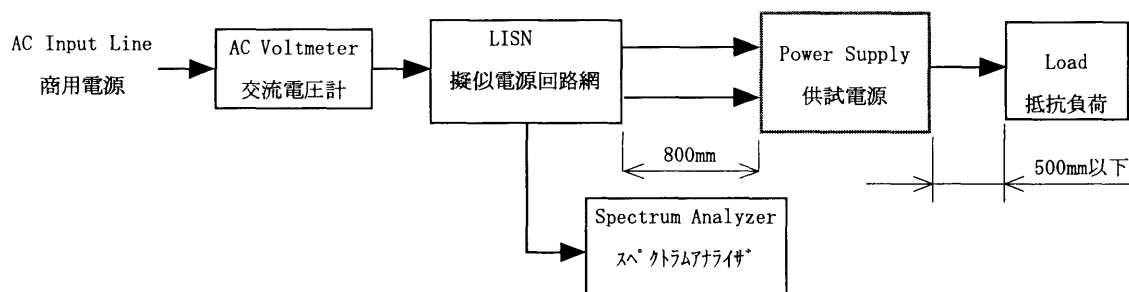 AC Input Line
商用電源
AC Voltmeter
交流電圧計
LISN
擬似電源回路網
Power Supply
供試電源
Load
抵抗負荷
800mm
500mm以下
Spectrum Analyzer
ｽﾍﾟｸﾄﾗﾑｱﾅﾗｲｻﾞ